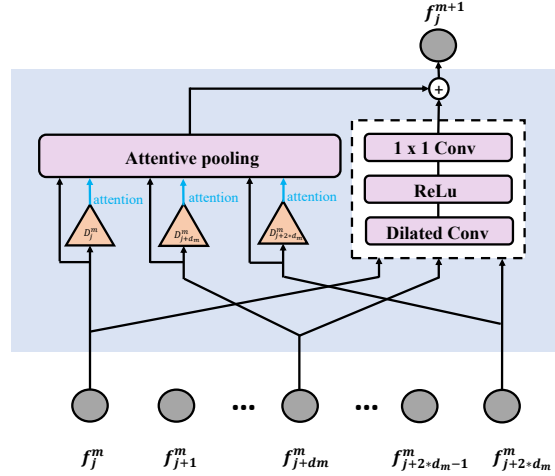 f_j^{m+1}
+
Attentive pooling
1 x 1 Conv
ReLu
Dilated Conv
attention attention attention
D_j^m D_{j+d_m}^m D_{j+2*d_m}^m
... ...
f_j^m f_{j+1}^m f_{j+dm}^m f_{j+2*d_m-1}^m f_{j+2*d_m}^m